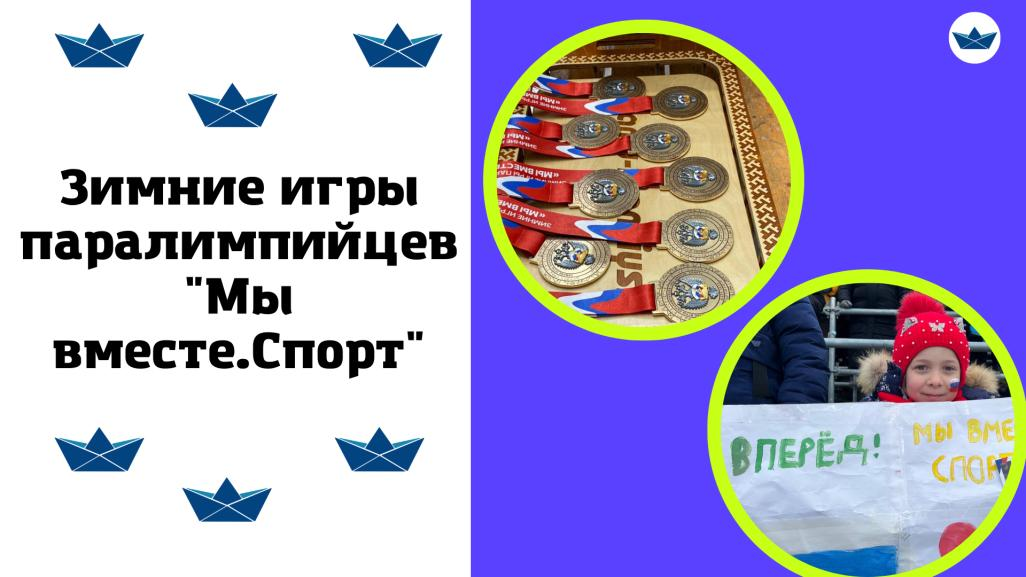 Зимние игры
паралимпийцев
"Мы
вместе.Спорт"
ВПЕРЁД!
МЫ ВМЕ
СПОРТ